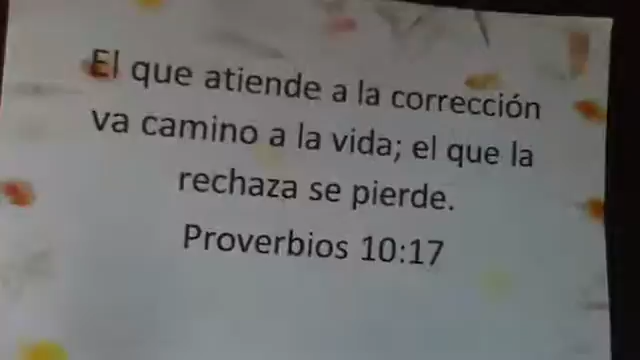 El que atiende a la corrección
va camino a la vida; el que la
rechaza se pierde.
Proverbios 10:17